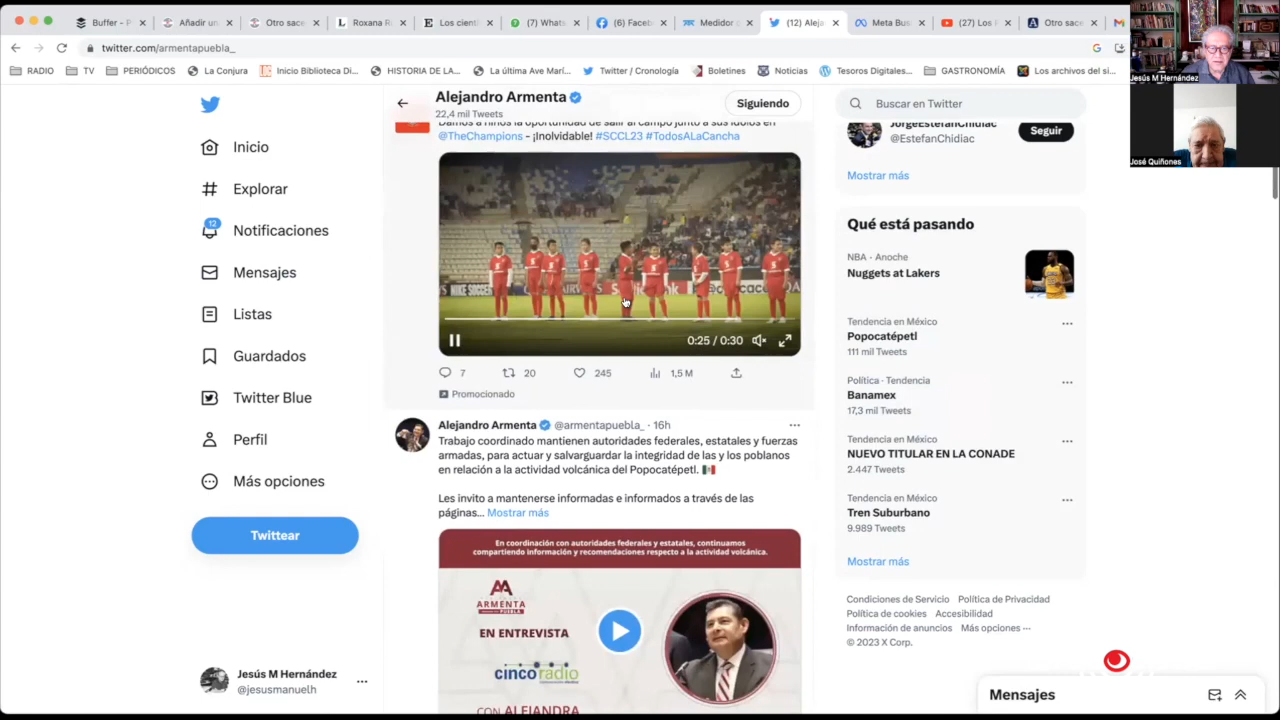 Buffer - P
Añadir un
Otro sace
Roxana R
Los cient
(7) Whats
(6) Faceb
Medidor
(12) Aleja
Meta Bus
(27) Los
Otro sace
twitter.com/armentapuebla_
RADIO
TV
PERIÓDICOS
La Conjura
Inicio Biblioteca Di...
HISTORIA DE LA...
La última Ave Marí...
Twitter / Cronología
Boletines
Noticias
Tesoros Digitales...
GASTRONOMÍA
Los archivos del si...
Jesús M Hernández
José Quiñones
Inicio
Explorar
12
Notificaciones
Mensajes
Listas
Guardados
Twitter Blue
Perfil
Más opciones
Twittear
Jesús M Hernández
@jesusmanuelh
Alejandro Armenta
22,4 mil Tweets
Siguiendo
Damos a niños la oportunidad de salir al campo junto a sus ídolos en
@TheChampions - ¡Inolvidable! #SCCL23 #TodosALaCancha
0:25 / 0:30
7 20 245 1,5 M
Promocionado
Alejandro Armenta @armentapuebla_ · 16h
Trabajo coordinado mantienen autoridades federales, estatales y fuerzas
armadas, para actuar y salvarguardar la integridad de las y los poblanos
en relación a la actividad volcánica del Popocatépetl.
Les invito a mantenerse informadas e informados a través de las
páginas... Mostrar más
En coordinación con autoridades federales y estatales, continuamos
compartiendo información y recomendaciones respecto a la actividad volcánica.
ARMENTA
EN ENTREVISTA
cincoradio
CON ALEJANDRA
Buscar en Twitter
JorgeEstefanChidiac
@EstefanChidiac
Seguir
Mostrar más
Qué está pasando
NBA · Anoche
Nuggets at Lakers
Tendencia en México
Popocatépetl
111 mil Tweets
Política · Tendencia
Banamex
17,3 mil Tweets
Tendencia en México
NUEVO TITULAR EN LA CONADE
2.447 Tweets
Tendencia en México
Tren Suburbano
9.989 Tweets
Mostrar más
Condiciones de Servicio Política de Privacidad
Política de cookies Accesibilidad
Información de anuncios Más opciones ...
© 2023 X Corp.
Mensajes